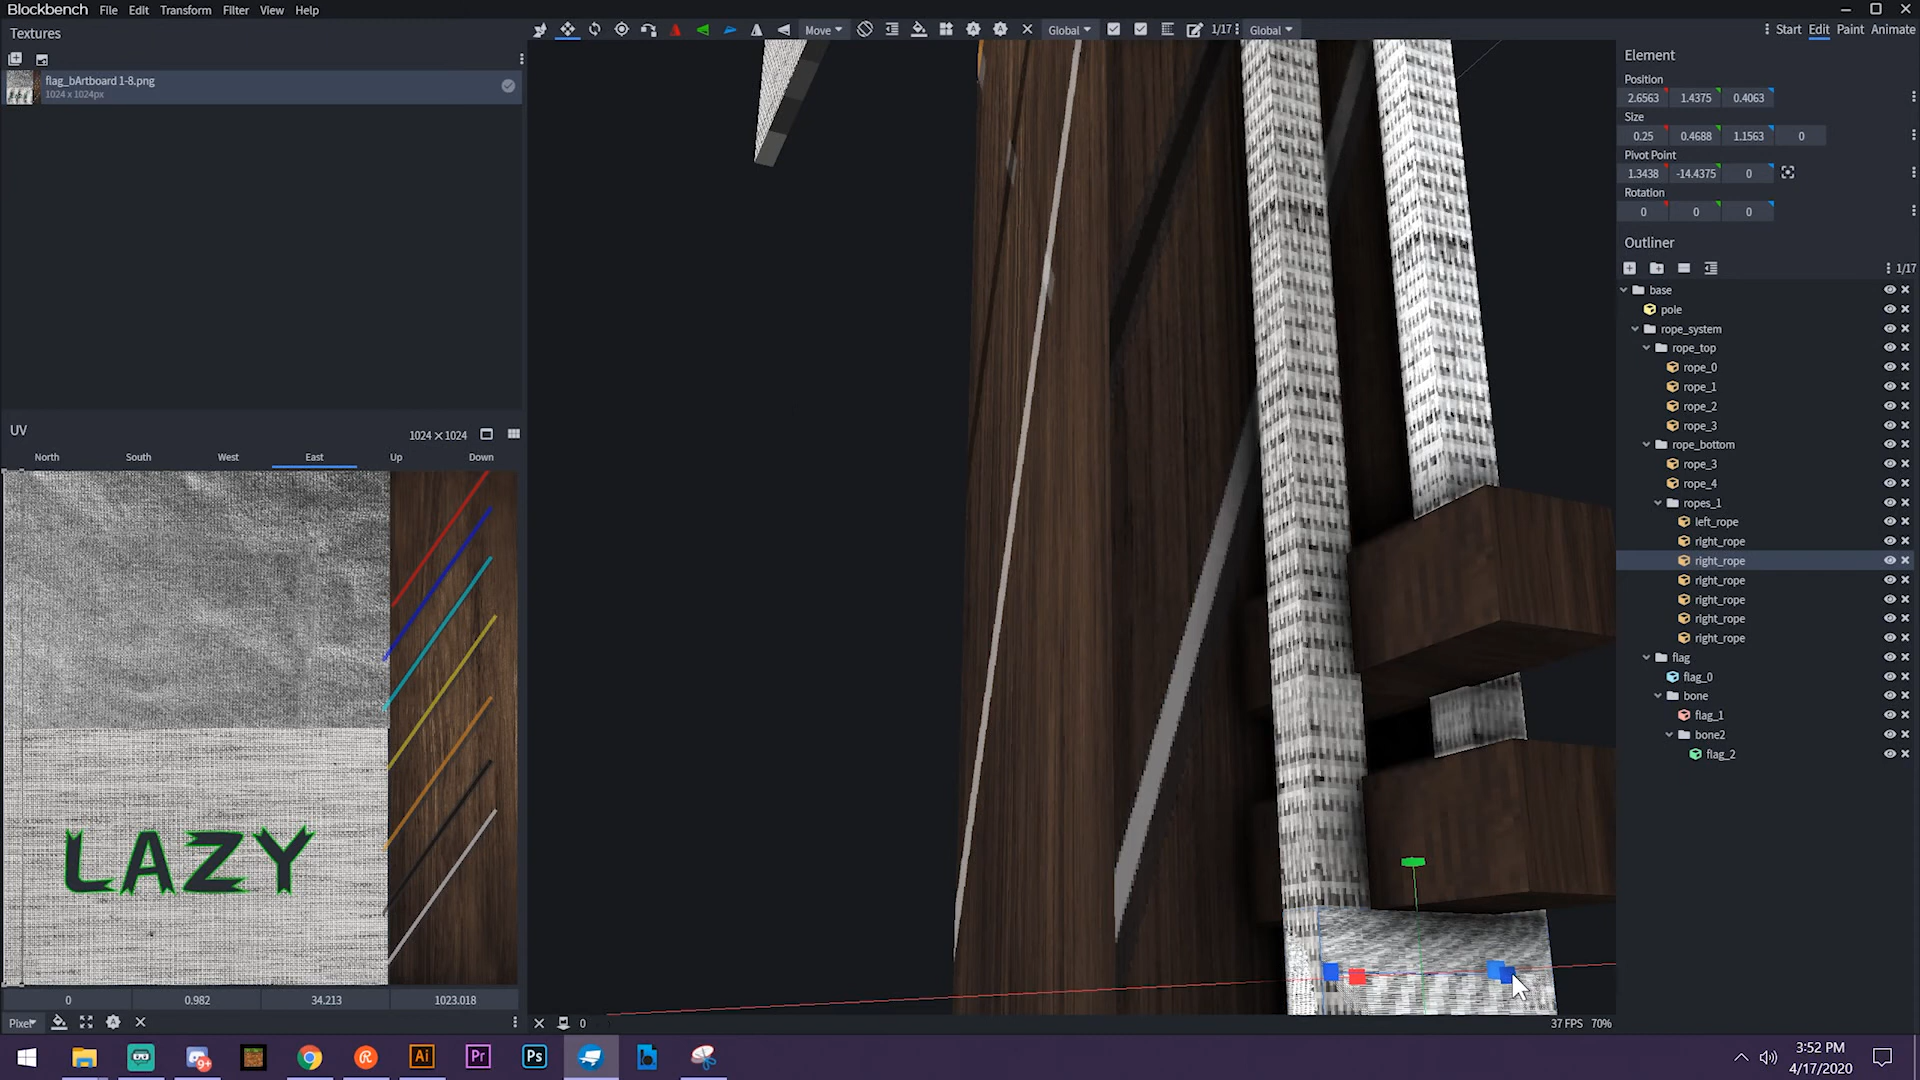 Blockbench File Edit Transform Filter View Help
Textures
flag_bArtboard 1-8.png
1024 x 1024px
UV
1024 × 1024
North South West East Up Down
LAZY
0 0.982 34.213 1023.018
Pixel
Move Global 1/17 Global
Start Edit Paint Animate
0
37 FPS 70%
Element
Position
2.6563 1.4375 0.4063
Size
0.25 0.4688 1.1563 0
Pivot Point
1.3438 -14.4375 0
Rotation
0 0 0
Outliner
1/17
base
pole
rope_system
rope_top
rope_0
rope_1
rope_2
rope_3
rope_bottom
rope_3
rope_4
ropes_1
left_rope
right_rope
right_rope
right_rope
right_rope
right_rope
right_rope
flag
flag_0
bone
flag_1
bone2
flag_2
9+
Ai Pr Ps
3:52 PM
4/17/2020